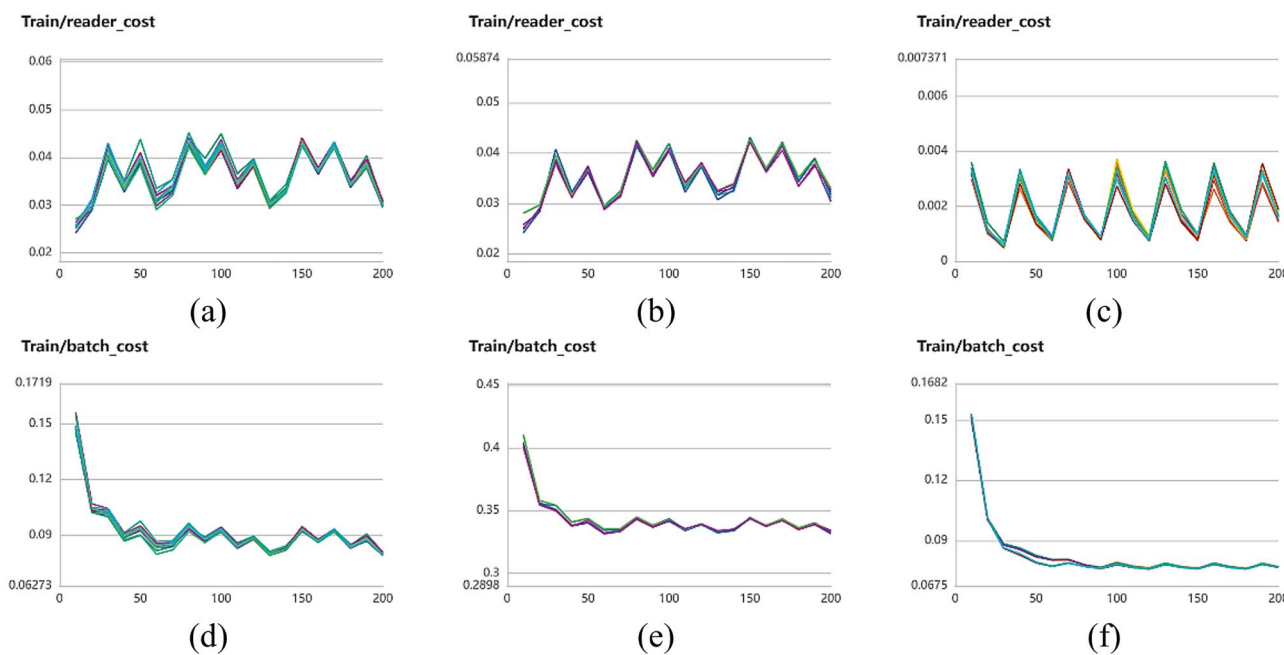 Train/reader_cost
0.06
0.05
0.04
0.03
0.02
0 50 100 150 200
(a)
Train/reader_cost
0.05874
0.05
0.04
0.03
0.02
0 50 100 150 200
(b)
Train/reader_cost
0.007371
0.006
0.004
0.002
0
0 50 100 150 200
(c)
Train/batch_cost
0.1719
0.15
0.12
0.09
0.06273
0 50 100 150 200
(d)
Train/batch_cost
0.45
0.4
0.35
0.3
0.2898
0 50 100 150 200
(e)
Train/batch_cost
0.1682
0.15
0.12
0.09
0.0675
0 50 100 150 200
(f)